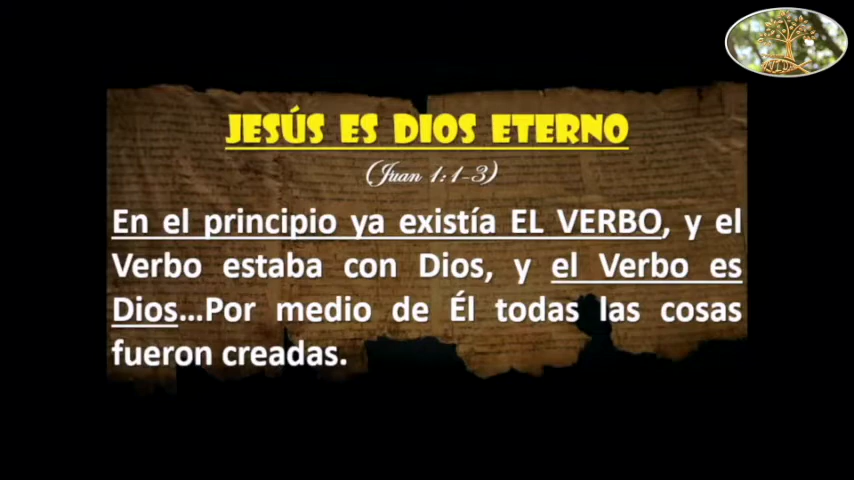 JESÚS ES DIOS ETERNO
(Juan 1:1-3)
En el principio ya existía EL VERBO, y el
Verbo estaba con Dios, y el Verbo es
Dios...Por medio de Él todas las cosas
fueron creadas.